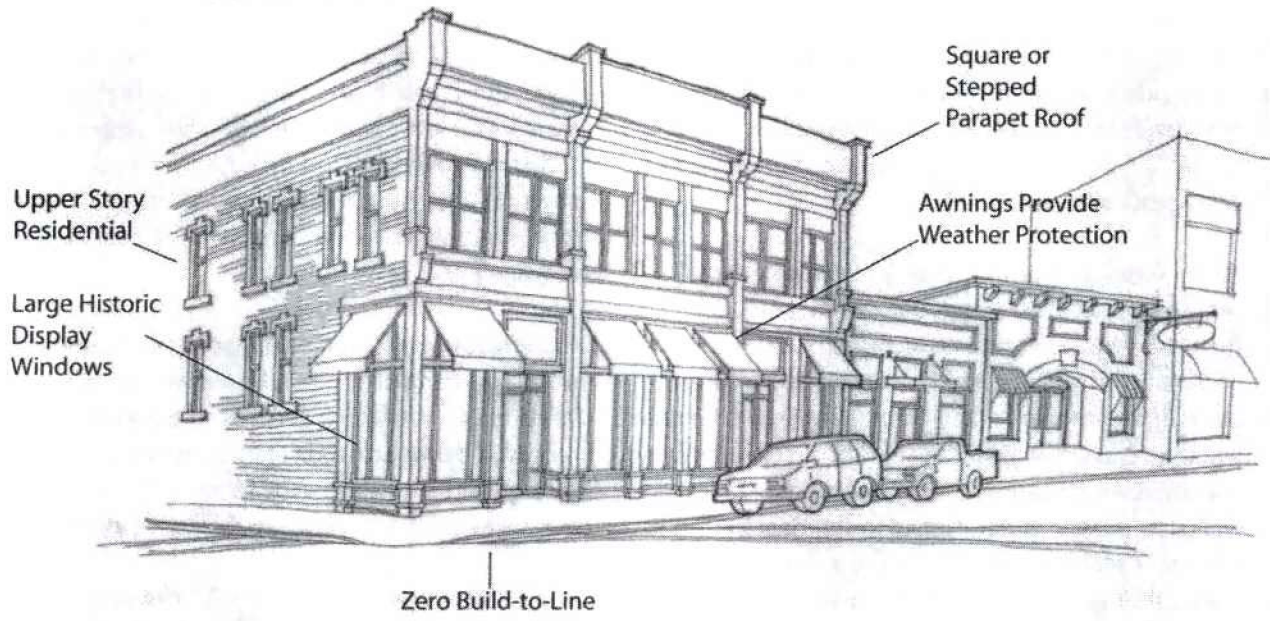 Square or
Stepped
Parapet Roof
Upper Story
Residential
Awnings Provide
Weather Protection
Large Historic
Display
Windows
Zero Build-to-Line